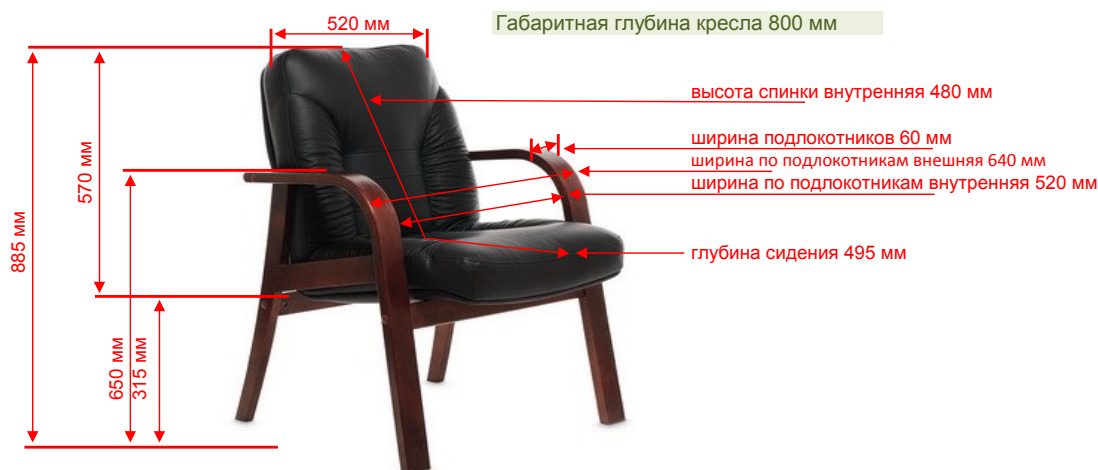 520 мм
Габаритная глубина кресла 800 мм
высота спинки внутренняя 480 мм
ширина подлокотников 60 мм
ширина по подлокотникам внешняя 640 мм
ширина по подлокотникам внутренняя 520 мм
глубина сидения 495 мм
885 мм
570 мм
650 мм
315 мм